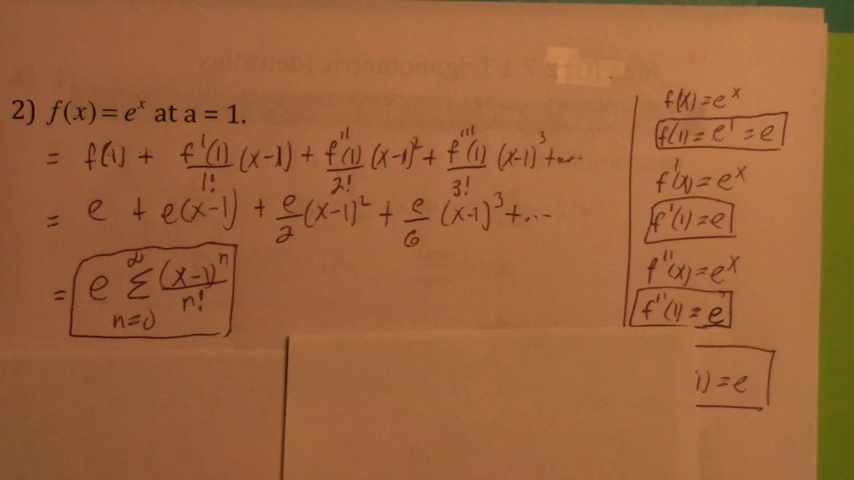 2) f(x) = e^x at a = 1.
= f(1) + f'(1)/1! (x-1) + f''(1)/2! (x-1)^2 + f'''(1)/3! (x-1)^3 + ...
= e + e(x-1) + e/2 (x-1)^2 + e/6 (x-1)^3 + ...
= e ∞ Σ n=0 (x-1)^n/n!
f(x) = e^x
f(1) = e^1 = e
f'(x) = e^x
f'(1) = e
f''(x) = e^x
f''(1) = e
1) = e